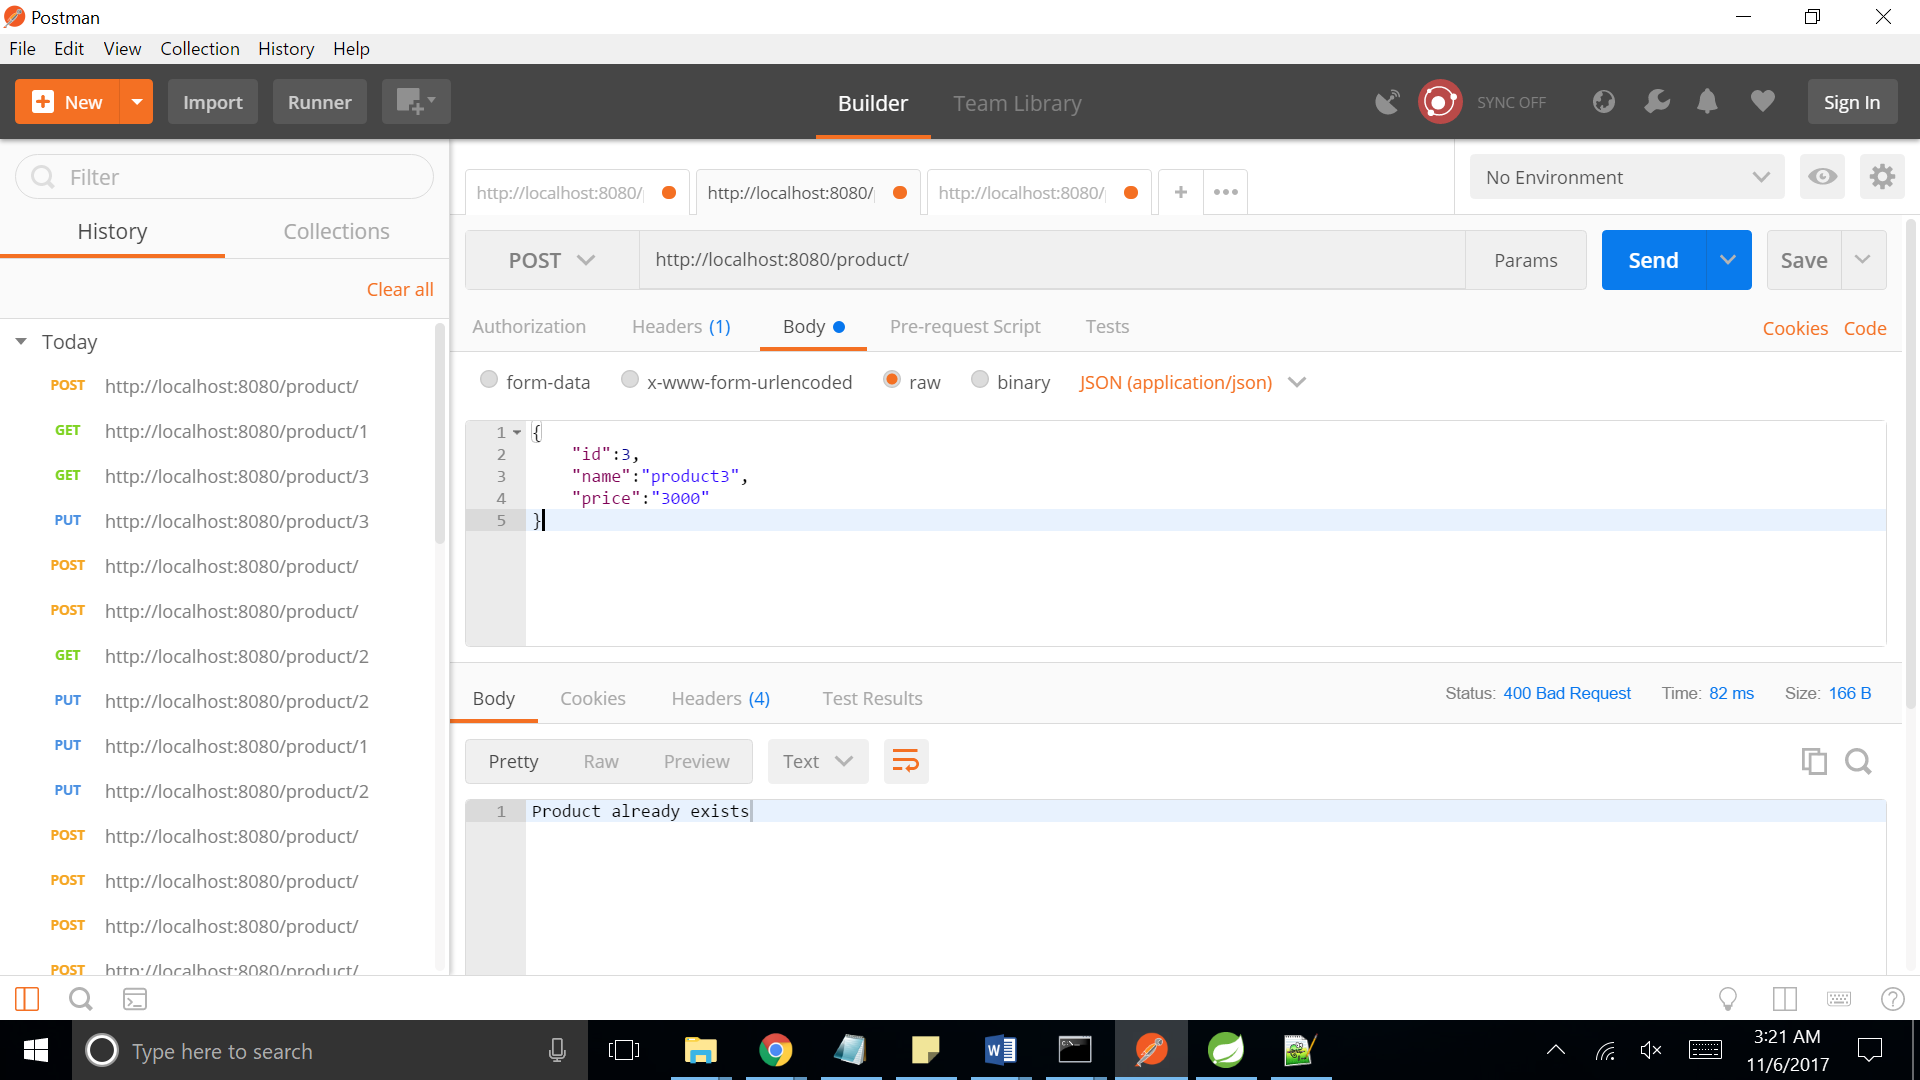 Postman
File Edit View Collection History Help
New Import Runner Builder Team Library SYNC OFF Sign In
Filter
History Collections
Clear all
Today
POST http://localhost:8080/product/
GET http://localhost:8080/product/1
GET http://localhost:8080/product/3
PUT http://localhost:8080/product/3
POST http://localhost:8080/product/
POST http://localhost:8080/product/
GET http://localhost:8080/product/2
PUT http://localhost:8080/product/2
PUT http://localhost:8080/product/1
PUT http://localhost:8080/product/2
POST http://localhost:8080/product/
POST http://localhost:8080/product/
POST http://localhost:8080/product/
POST http://localhost:8080/product/
http://localhost:8080/ http://localhost:8080/ http://localhost:8080/ + ••• No Environment
POST http://localhost:8080/product/ Params Send Save
Authorization Headers (1) Body Pre-request Script Tests Cookies Code
form-data x-www-form-urlencoded raw binary JSON (application/json)
1 {
2 "id":3,
3 "name":"product3",
4 "price":"3000"
5 }
Body Cookies Headers (4) Test Results Status: 400 Bad Request Time: 82 ms Size: 166 B
Pretty Raw Preview Text
1 Product already exists
Type here to search
3:21 AM
11/6/2017